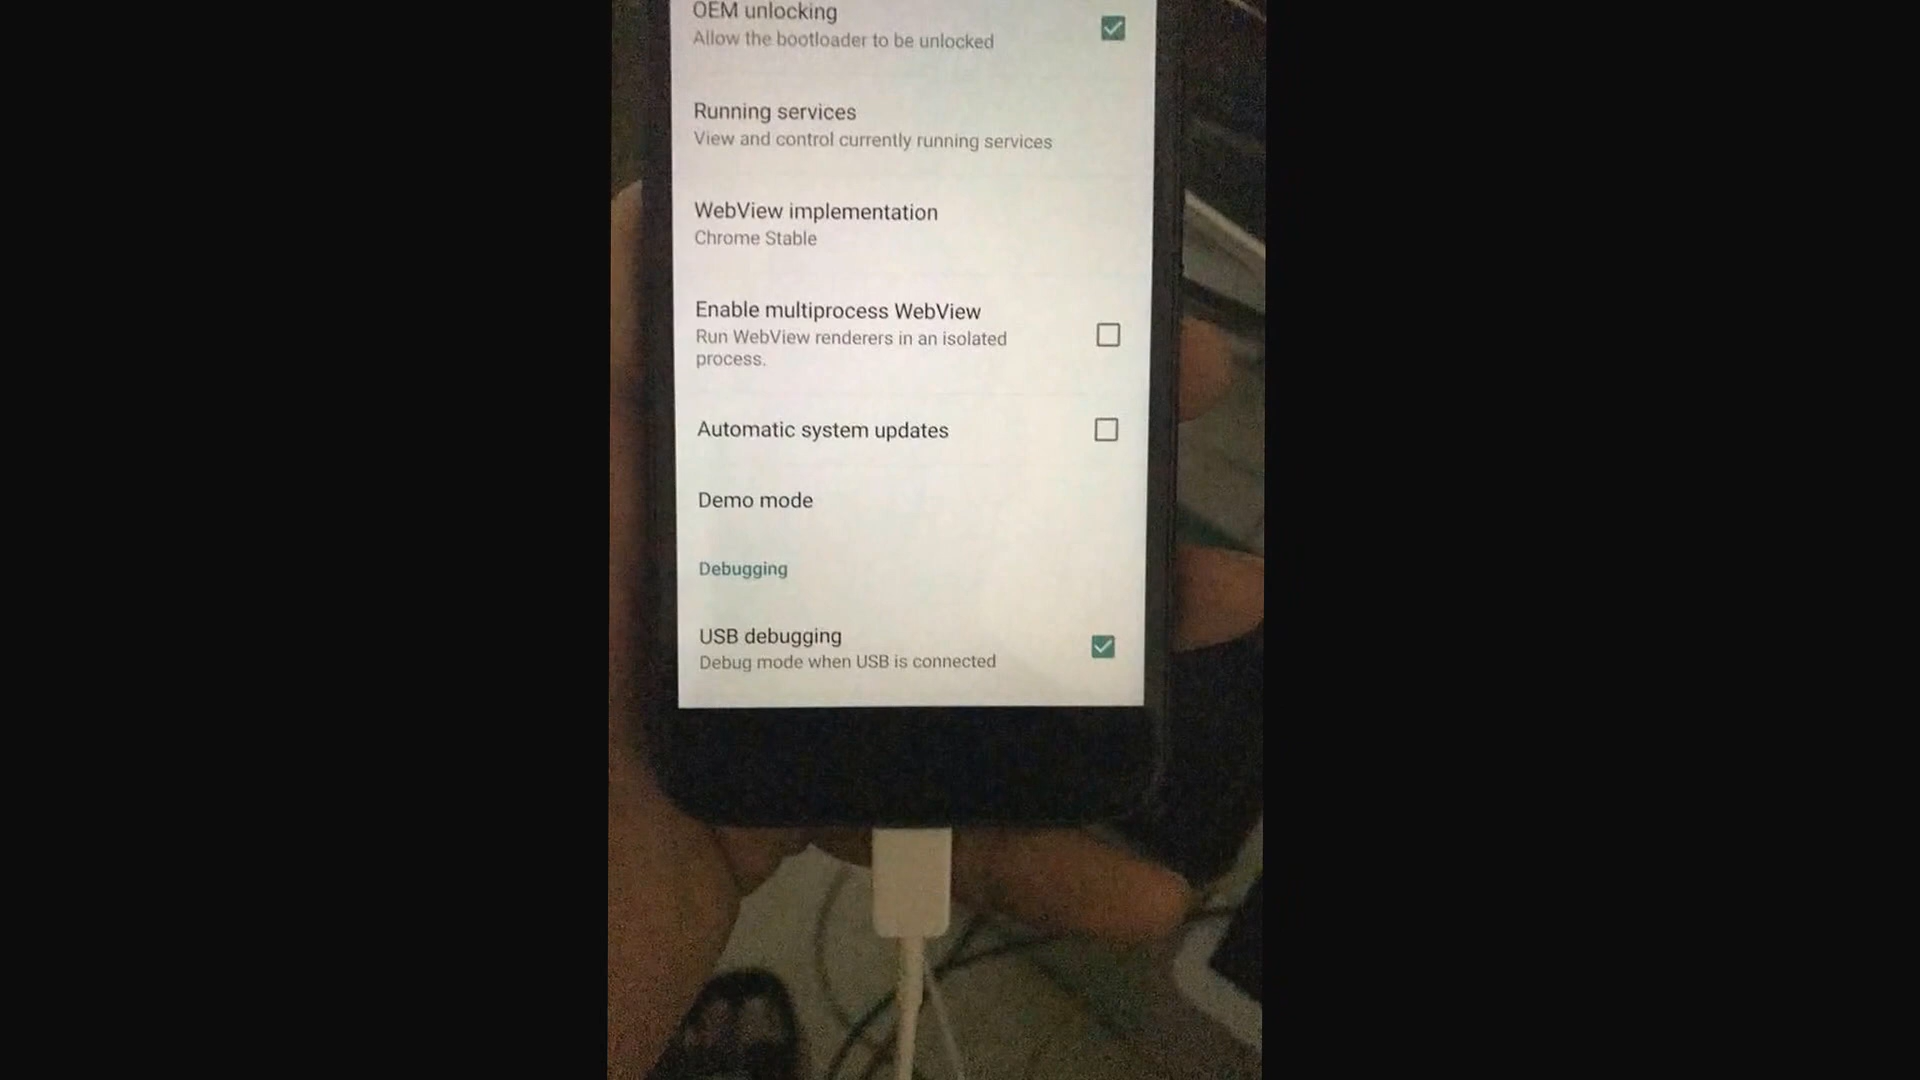 OEM unlocking
Allow the bootloader to be unlocked
Running services
View and control currently running services
WebView implementation
Chrome Stable
Enable multiprocess WebView
Run WebView renderers in an isolated
process.
Automatic system updates
Demo mode
Debugging
USB debugging
Debug mode when USB is connected